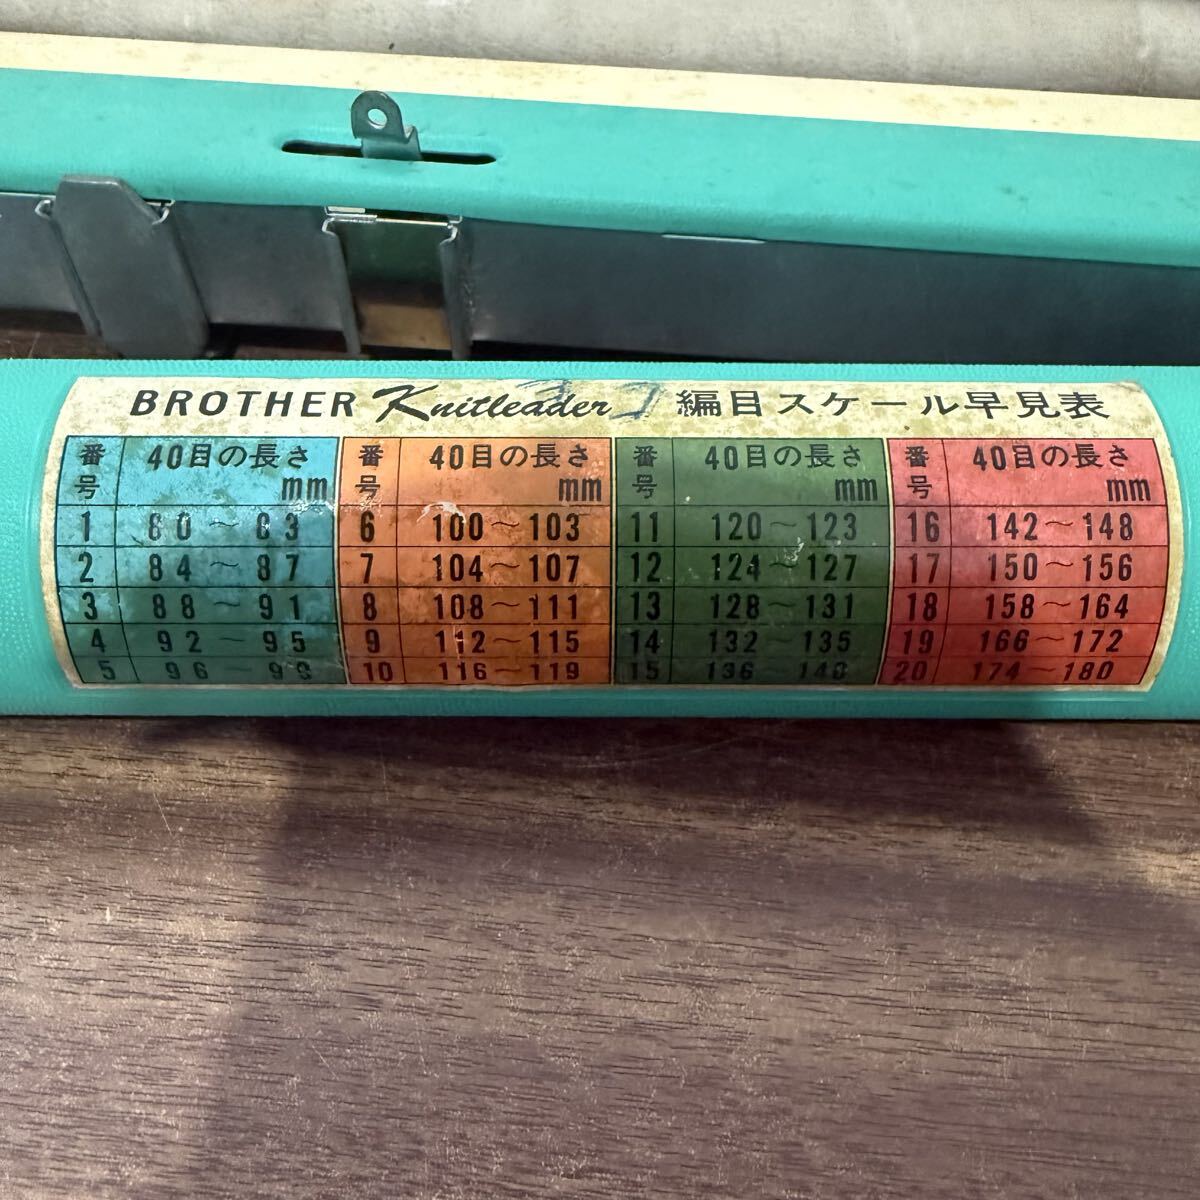 BROTHER Knitleader 編目スケール早見表
番号 40目の長さ mm 番号 40目の長さ mm 番号 40目の長さ mm 番号 40目の長さ mm
1 80～83 6 100～103 11 120～123 16 142～148
2 84～87 7 104～107 12 124～127 17 150～156
3 88～91 8 108～111 13 128～131 18 158～164
4 92～95 9 112～115 14 132～135 19 166～172
5 96～99 10 116～119 15 136～140 20 174～180